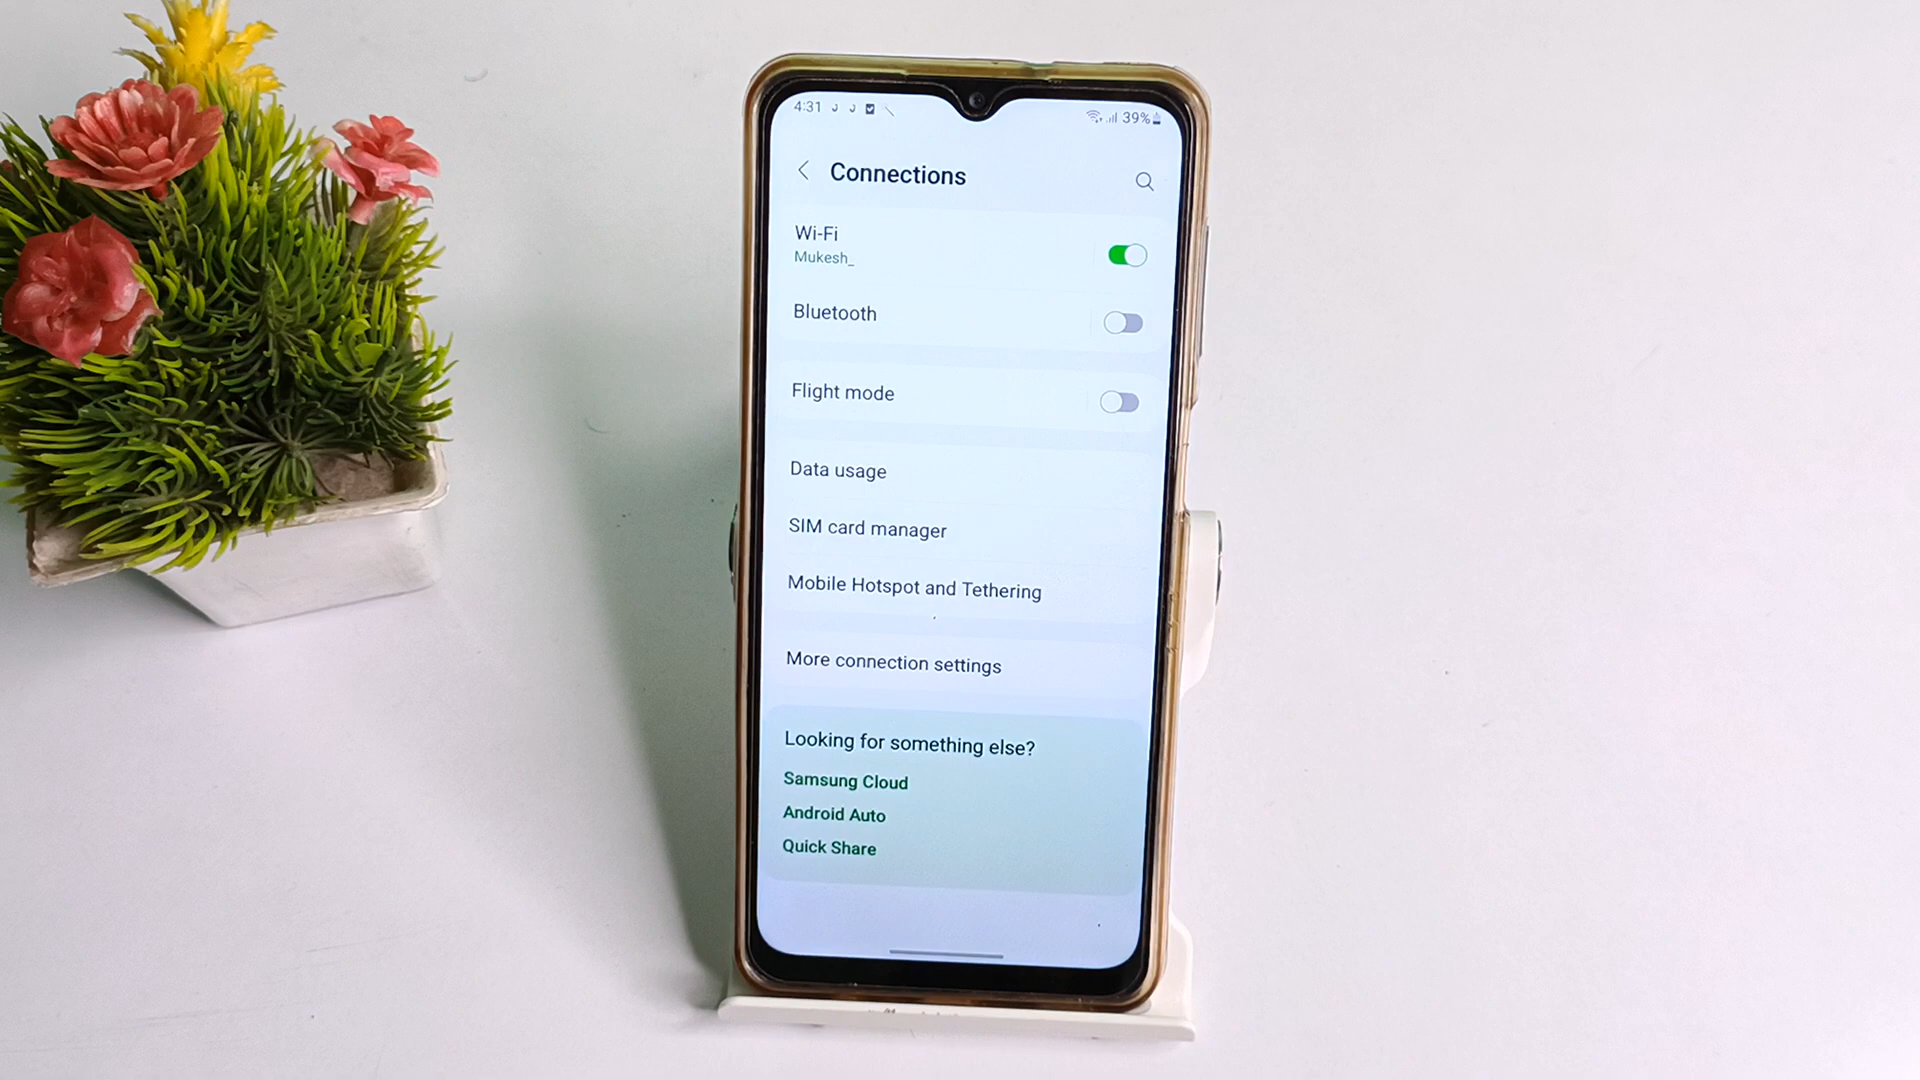 4:31
39%
Connections
Wi-Fi
Mukesh_
Bluetooth
Flight mode
Data usage
SIM card manager
Mobile Hotspot and Tethering
More connection settings
Looking for something else?
Samsung Cloud
Android Auto
Quick Share